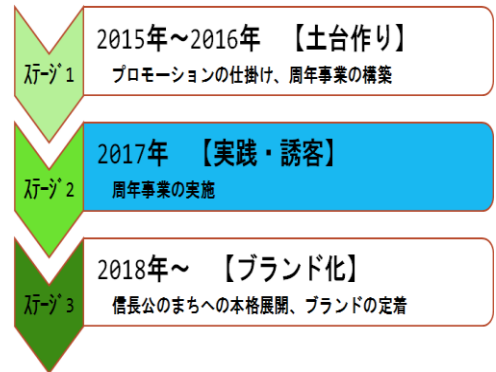 2015年～2016年　【土台作り】
ｽﾃｰｼﾞ1
プロモーションの仕掛け、周年事業の構築
2017年　【実践・誘客】
ｽﾃｰｼﾞ2
周年事業の実施
2018年～　【ブランド化】
ｽﾃｰｼﾞ3
信長公のまちへの本格展開、ブランドの定着